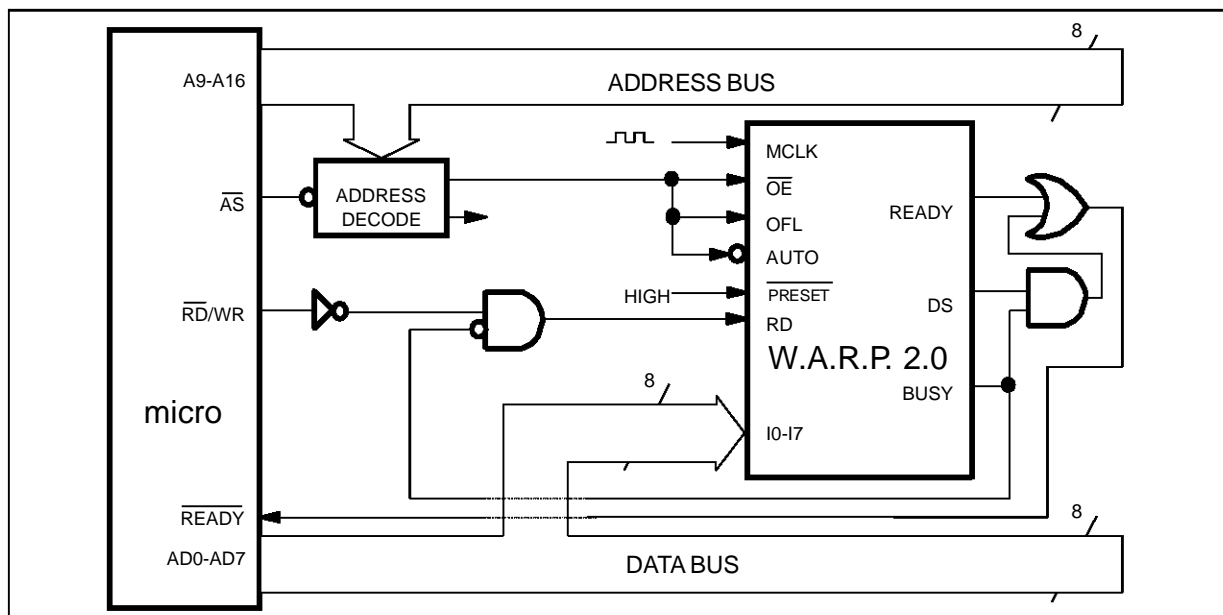 8
A9-A16
ADDRESS BUS
MCLK
ADDRESS
DECODE
AS
OE
OFL
READY
AUTO
HIGH
PRESET
DS
RD/WR
RD
W.A.R.P. 2.0
BUSY
8
micro
I0-I7
READY
8
AD0-AD7
DATA BUS